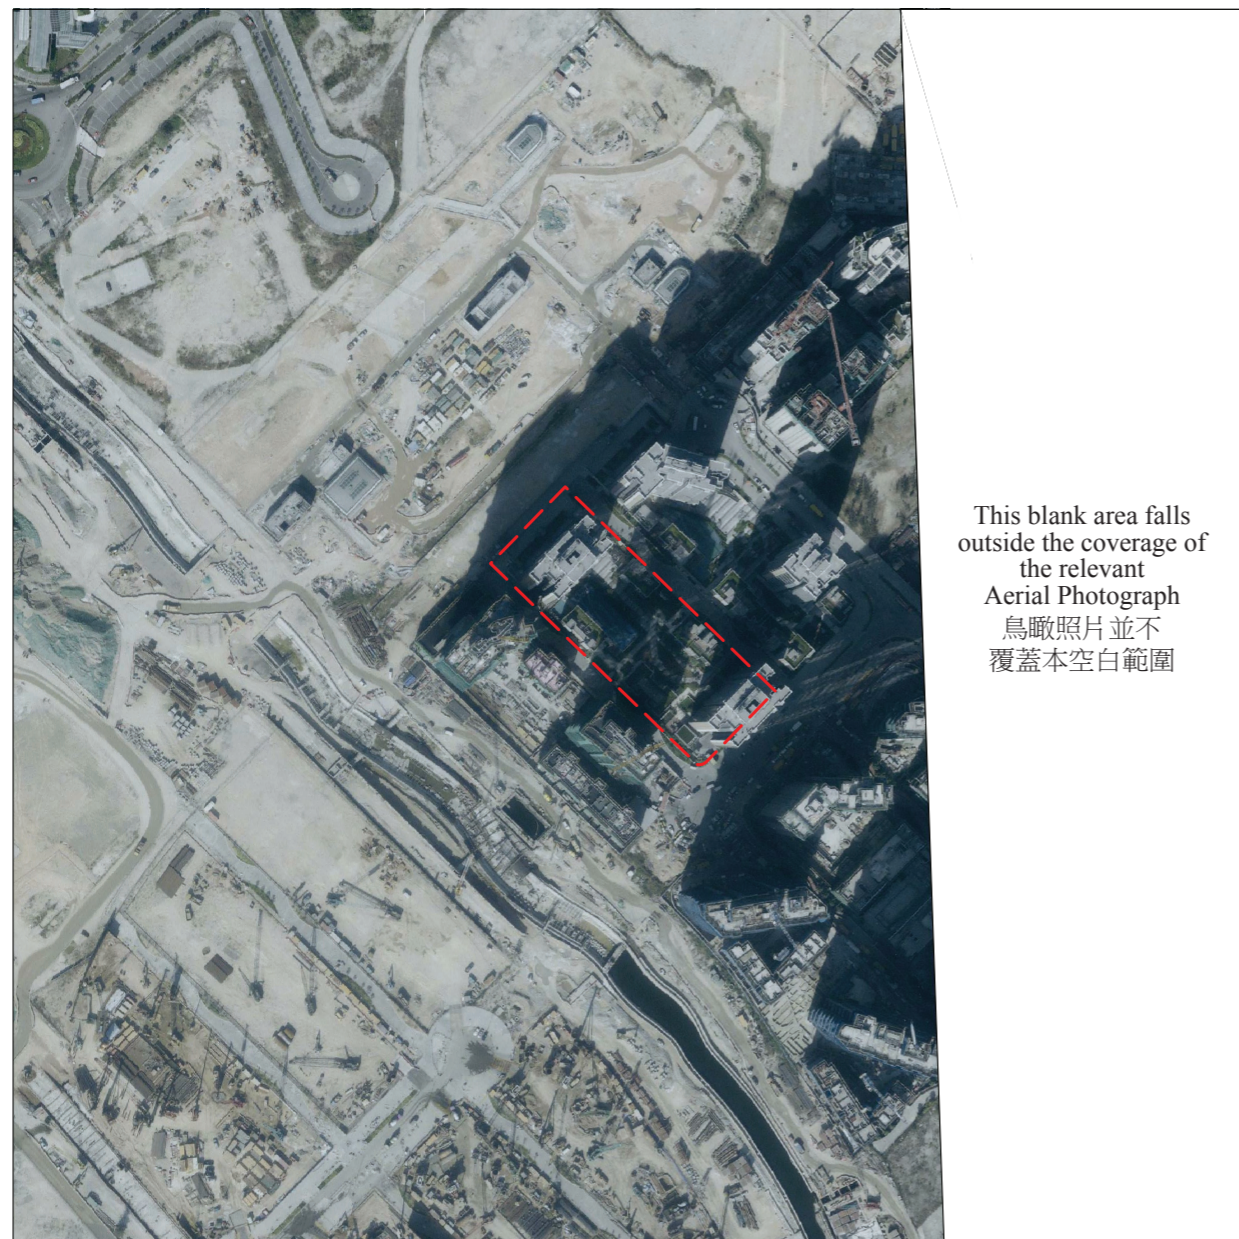 This blank area falls
outside the coverage of
the relevant
Aerial Photograph
鳥瞰照片並不
覆蓋本空白範圍